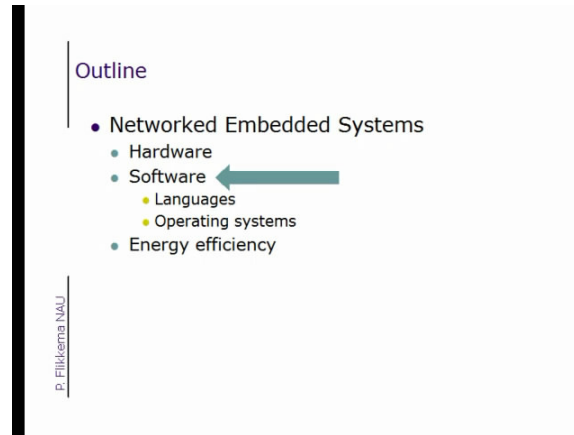 Outline
Networked Embedded Systems
Hardware
Software
Languages
Operating systems
Energy efficiency
P. Flikkema NAU